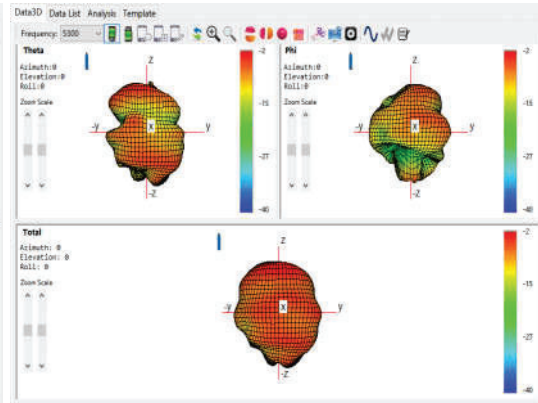 Data3D Data List Analysis Template
Frequency: 5300
Theta
Azimuth:0
Elevation:0
Roll:0
Zoom Scale
z
-y x y
-z
-2
-15
-27
-40
Phi
Azimuth:0
Elevation:0
Roll:0
Zoom Scale
z
-y x y
-z
-2
-15
-27
-40
Total
Azimuth: 0
Elevation: 0
Roll: 0
Zoom Scale
z
-y x y
-z
-2
-15
-27
-40